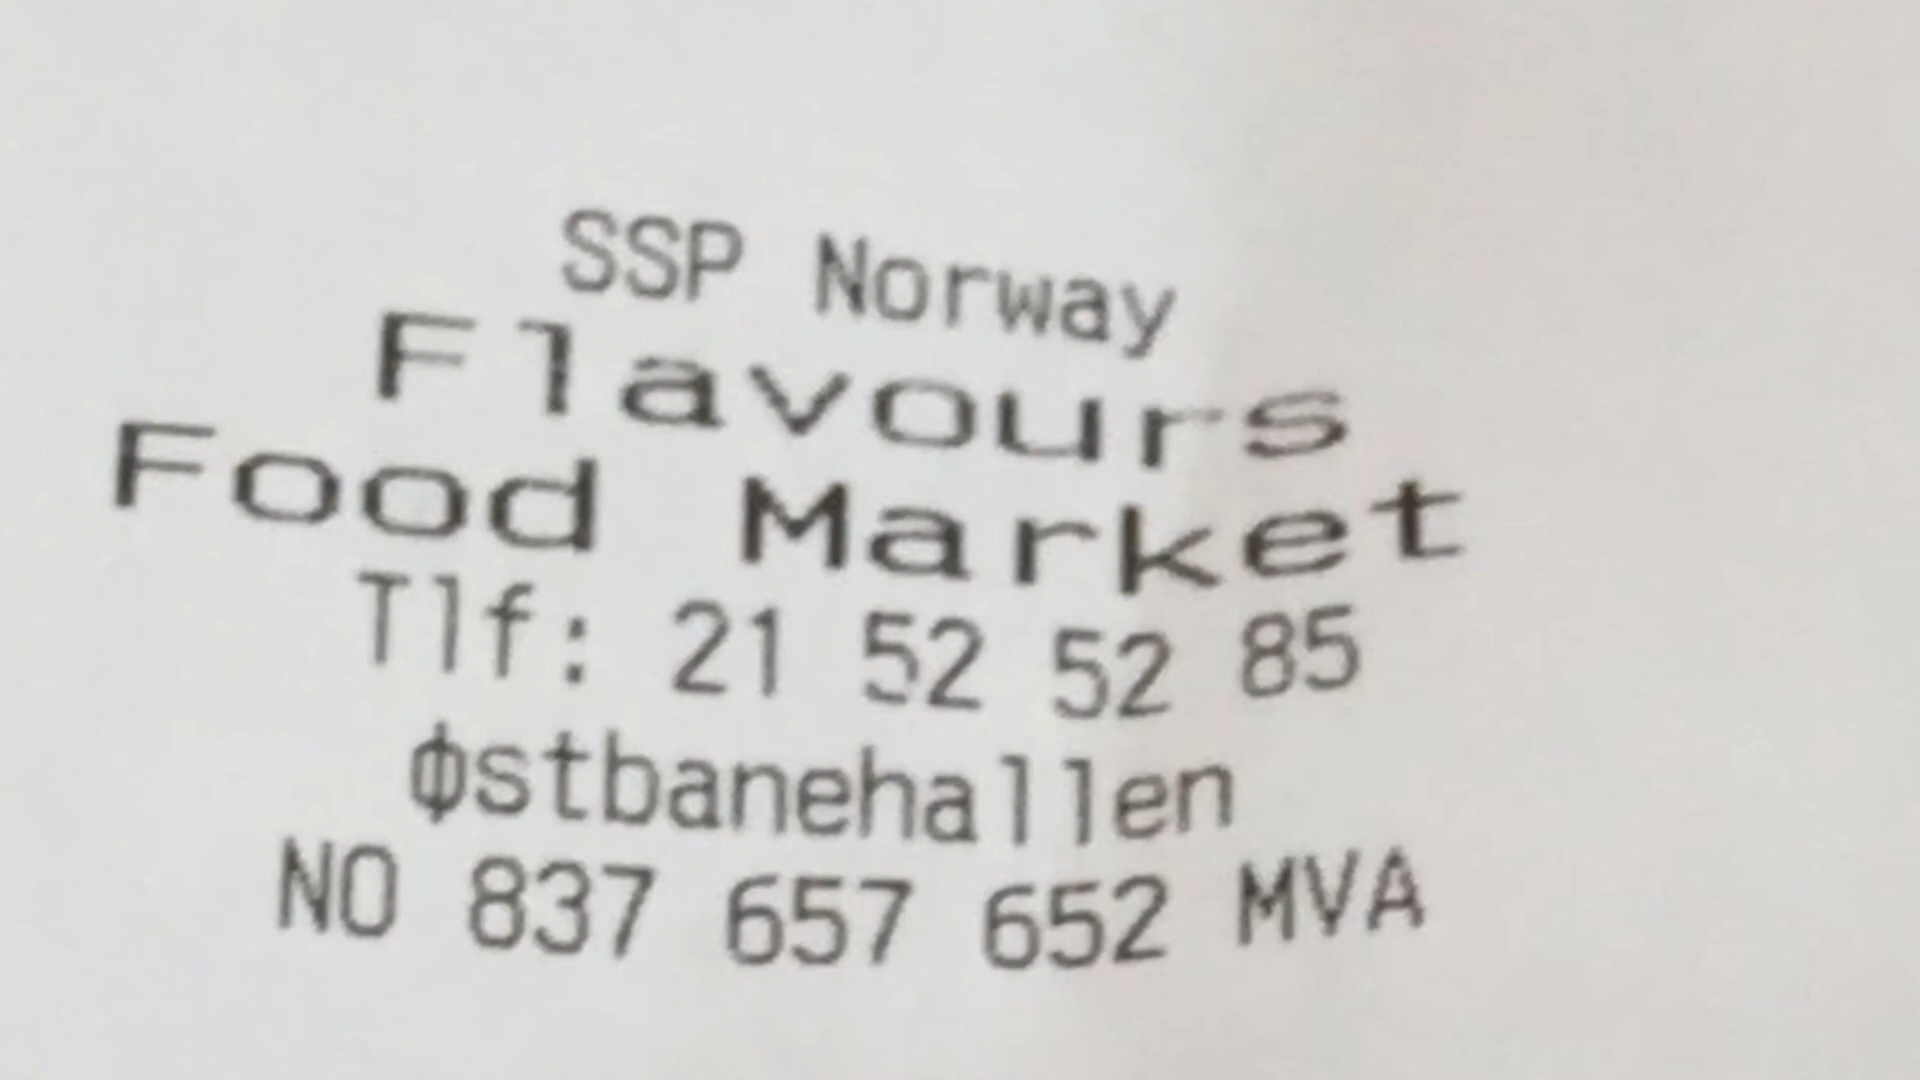 SSP Norway
Flavours
Food Market
Tlf: 21 52 52 85
Østbanehallen
NO 837 657 652 MVA